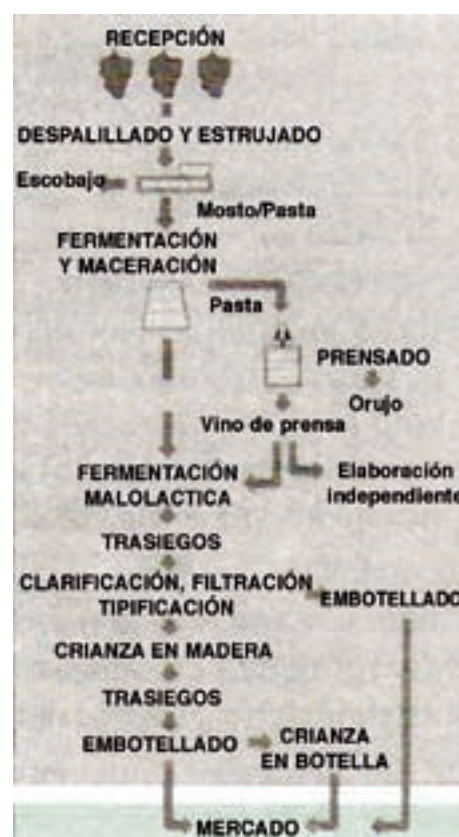 RECEPCIÓN
DESPALILLADO Y ESTRUJADO
Escobajo
Mosto/Pasta
FERMENTACIÓN
Y MACERACIÓN
Pasta
PRENSADO
Orujo
Vino de prensa
FERMENTACIÓN
MALOLACTICA
Elaboración
independiente
TRASIEGOS
CLARIFICACIÓN, FILTRACIÓN
TIPIFICACIÓN
EMBOTELLADO
CRIANZA EN MADERA
TRASIEGOS
EMBOTELLADO
CRIANZA
EN BOTELLA
MERCADO